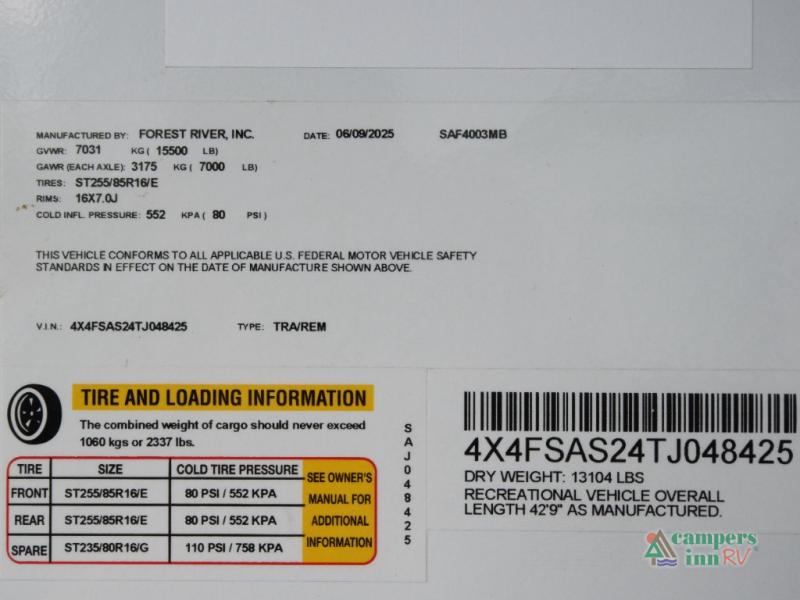 MANUFACTURED BY: FOREST RIVER, INC. DATE: 06/09/2025 SAF4003MB
GVWR: 7031 KG ( 15500 LB)
GAWR (EACH AXLE): 3175 KG ( 7000 LB)
TIRES: ST255/85R16/E
RIMS: 16X7.0J
COLD INFL. PRESSURE: 552 KPA ( 80 PSI )
THIS VEHICLE CONFORMS TO ALL APPLICABLE U.S. FEDERAL MOTOR VEHICLE SAFETY
STANDARDS IN EFFECT ON THE DATE OF MANUFACTURE SHOWN ABOVE.
V.I.N.: 4X4FSAS24TJ048425 TYPE: TRA/REM
TIRE AND LOADING INFORMATION
The combined weight of cargo should never exceed
1060 kgs or 2337 lbs.
TIRE SIZE COLD TIRE PRESSURE
FRONT ST255/85R16/E 80 PSI / 552 KPA
REAR ST255/85R16/E 80 PSI / 552 KPA
SPARE ST235/80R16/G 110 PSI / 758 KPA
SEE OWNER'S
MANUAL FOR
ADDITIONAL
INFORMATION
SAJ048425
4X4FSAS24TJ048425
DRY WEIGHT: 13104 LBS
RECREATIONAL VEHICLE OVERALL
LENGTH 42'9" AS MANUFACTURED.
campers
inn RV